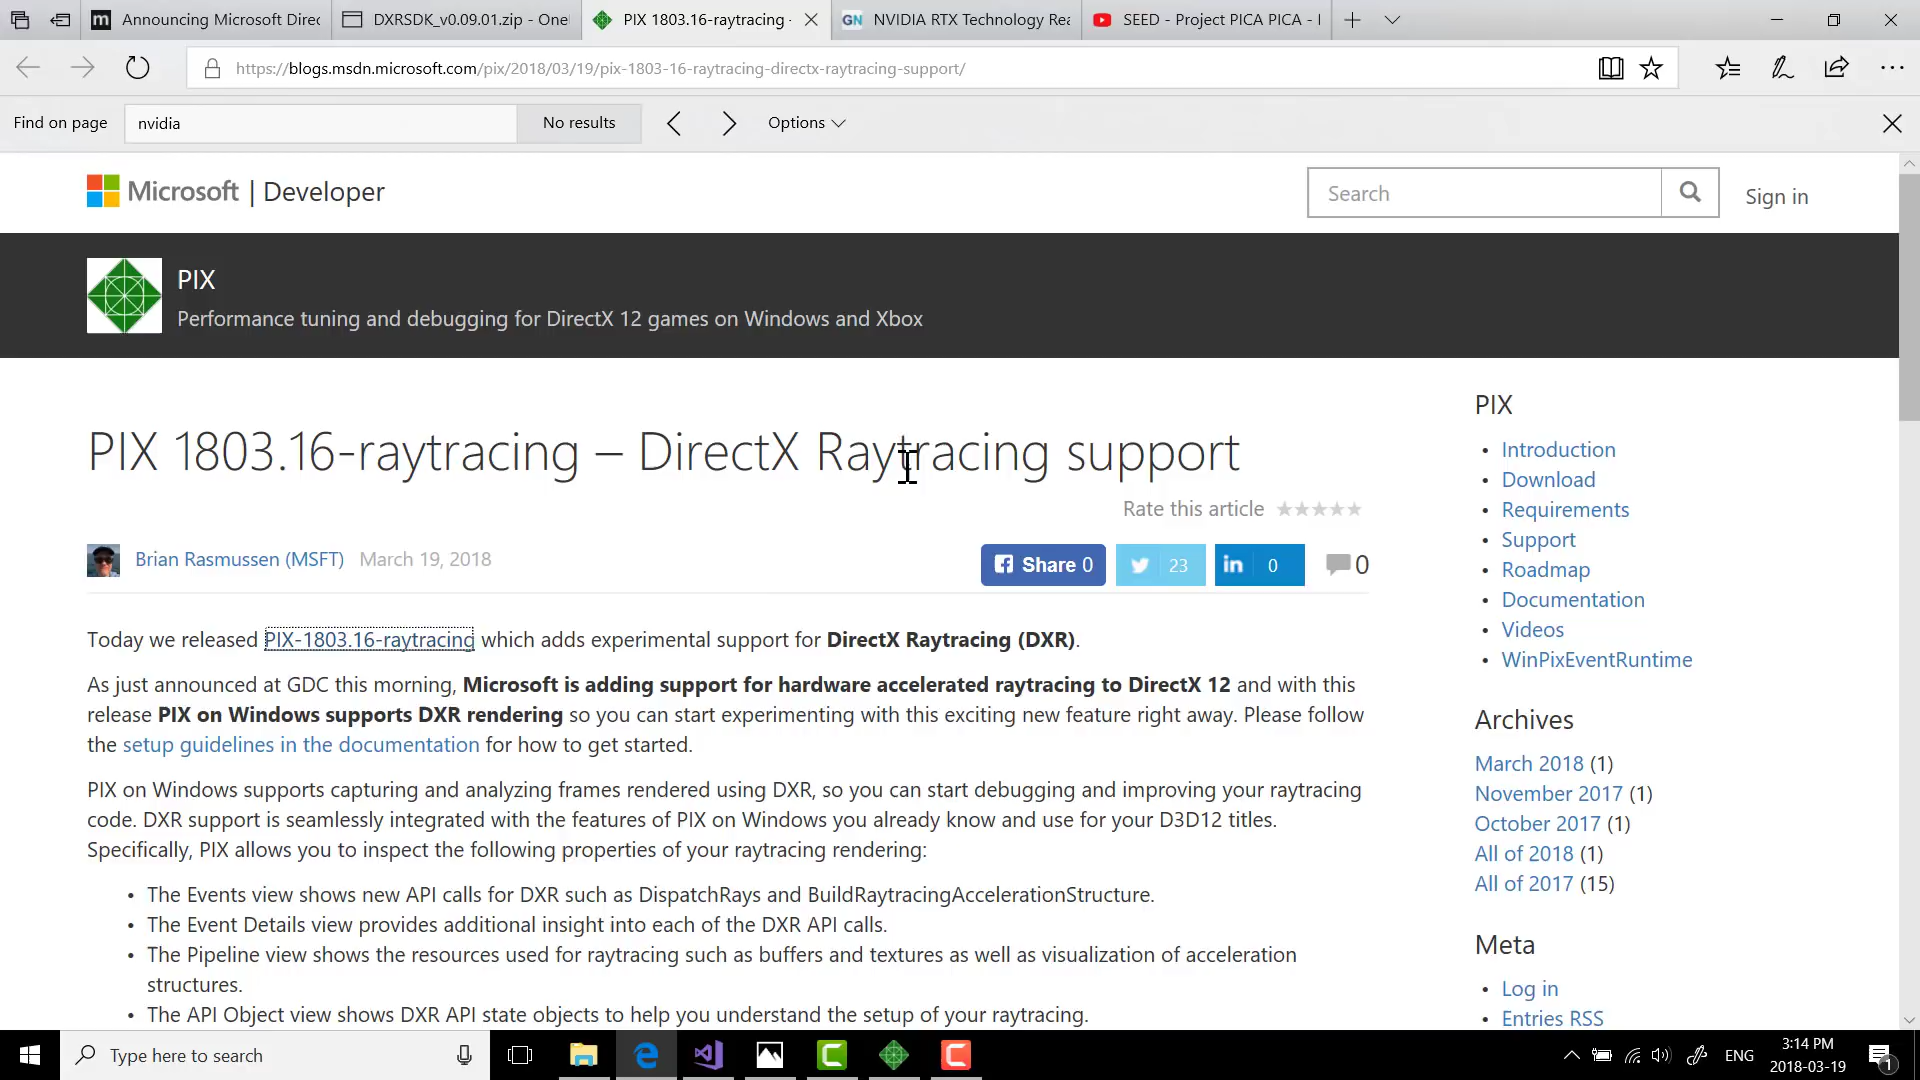 Announcing Microsoft Direc
DXRSDK_v0.09.01.zip - One
PIX 1803.16-raytracing -
GN NVIDIA RTX Technology Rea
SEED - Project PICA PICA -
https://blogs.msdn.microsoft.com/pix/2018/03/19/pix-1803-16-raytracing-directx-raytracing-support/
Find on page nvidia No results Options
Microsoft | Developer
Search
Sign in
PIX
Performance tuning and debugging for DirectX 12 games on Windows and Xbox
PIX 1803.16-raytracing – DirectX Raytracing support
Rate this article
Brian Rasmussen (MSFT) March 19, 2018
Share 0 23 in 0 0
Today we released PIX-1803.16-raytracing which adds experimental support for DirectX Raytracing (DXR).
As just announced at GDC this morning, Microsoft is adding support for hardware accelerated raytracing to DirectX 12 and with this
release PIX on Windows supports DXR rendering so you can start experimenting with this exciting new feature right away. Please follow
the setup guidelines in the documentation for how to get started.
PIX on Windows supports capturing and analyzing frames rendered using DXR, so you can start debugging and improving your raytracing
code. DXR support is seamlessly integrated with the features of PIX on Windows you already know and use for your D3D12 titles.
Specifically, PIX allows you to inspect the following properties of your raytracing rendering:
• The Events view shows new API calls for DXR such as DispatchRays and BuildRaytracingAccelerationStructure.
• The Event Details view provides additional insight into each of the DXR API calls.
• The Pipeline view shows the resources used for raytracing such as buffers and textures as well as visualization of acceleration
structures.
• The API Object view shows DXR API state objects to help you understand the setup of your raytracing.
PIX
• Introduction
• Download
• Requirements
• Support
• Roadmap
• Documentation
• Videos
• WinPixEventRuntime
Archives
March 2018 (1)
November 2017 (1)
October 2017 (1)
All of 2018 (1)
All of 2017 (15)
Meta
• Log in
• Entries RSS
Type here to search
ENG
3:14 PM
2018-03-19
1